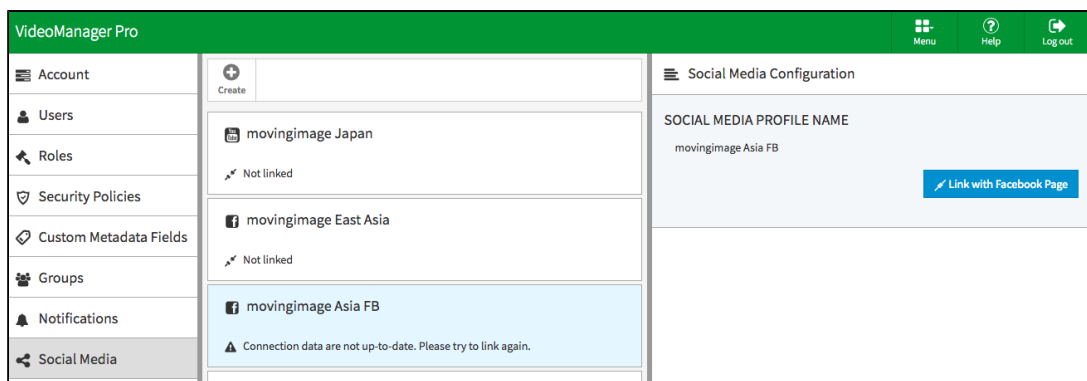 VideoManager Pro
Menu
Help
Log out
Account
Users
Roles
Security Policies
Custom Metadata Fields
Groups
Notifications
Social Media
Create
You Tube movingimage Japan
Not linked
movingimage East Asia
Not linked
movingimage Asia FB
Connection data are not up-to-date. Please try to link again.
Social Media Configuration
SOCIAL MEDIA PROFILE NAME
movingimage Asia FB
Link with Facebook Page